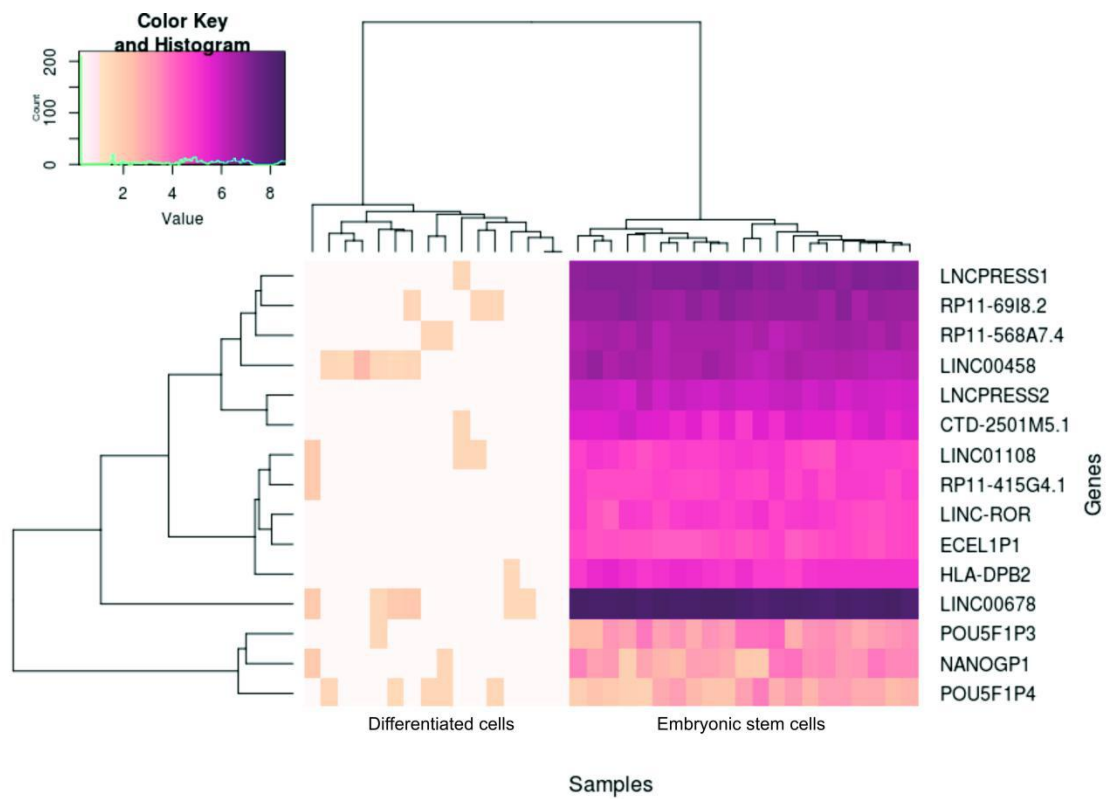 Color Key
and Histogram
Count
0 100 200
2 4 6 8
Value
LNCPRESS1
RP11-69I8.2
RP11-568A7.4
LINC00458
LNCPRESS2
CTD-2501M5.1
LINC01108
RP11-415G4.1
LINC-ROR
ECEL1P1
HLA-DPB2
LINC00678
POU5F1P3
NANOGP1
POU5F1P4
Genes
Differentiated cells
Embryonic stem cells
Samples